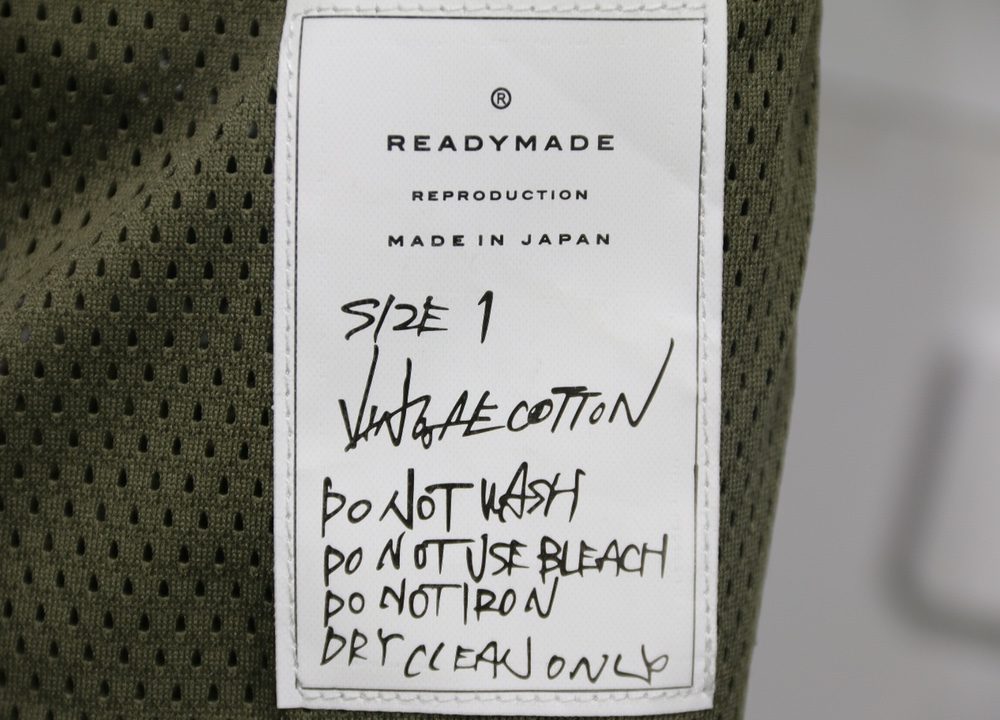 ®
READYMADE
REPRODUCTION
MADE IN JAPAN
SIZE 1
VINTAGE COTTON
DO NOT WASH
DO NOT USE BLEACH
DO NOT IRON
DRY CLEAN ONLY